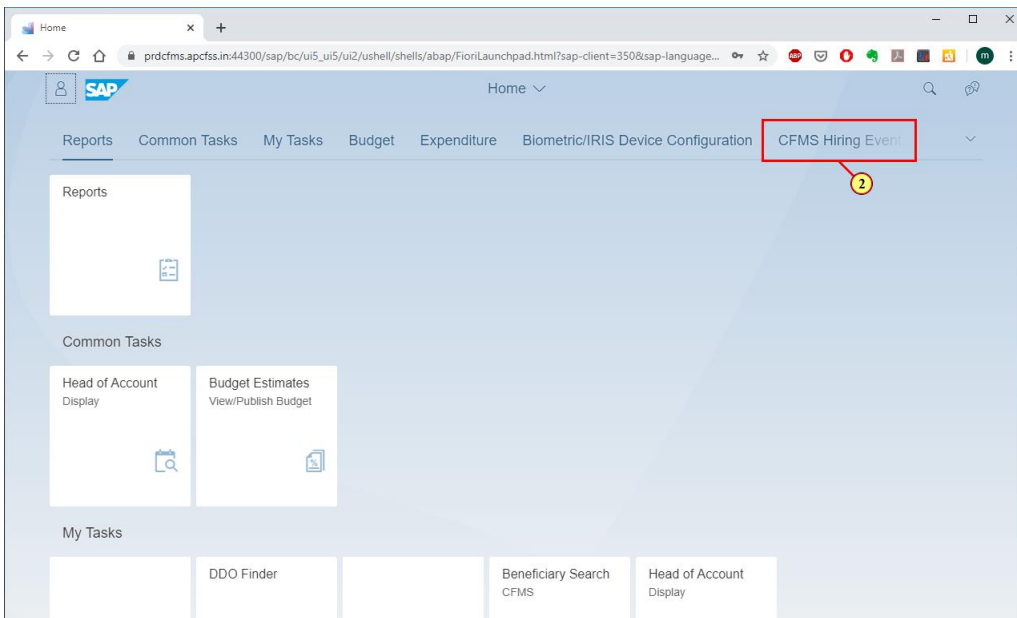 Home
prdcfms.apcfss.in:44300/sap/bc/ui5_ui5/ui2/ushell/shells/abap/FioriLaunchpad.html?sap-client=350&sap-language...
ABP
m
SAP
Home
Reports Common Tasks My Tasks Budget Expenditure Biometric/IRIS Device Configuration CFMS Hiring Event
2
Reports
Common Tasks
Head of Account
Display
Budget Estimates
View/Publish Budget
My Tasks
DDO Finder
Beneficiary Search
CFMS
Head of Account
Display